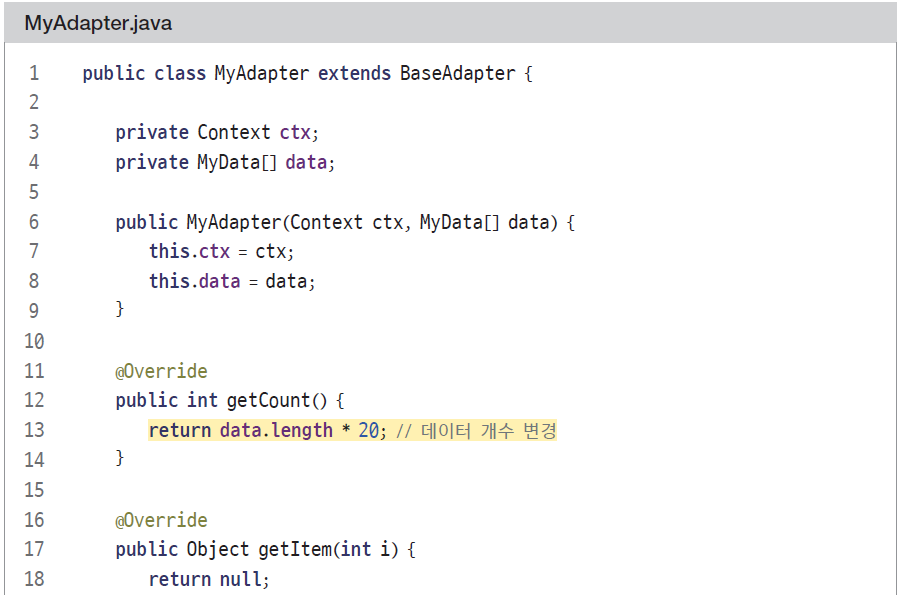 MyAdapter.java
1 public class MyAdapter extends BaseAdapter {
2
3 private Context ctx;
4 private MyData[] data;
5
6 public MyAdapter(Context ctx, MyData[] data) {
7 this.ctx = ctx;
8 this.data = data;
9 }
10
11 @Override
12 public int getCount() {
13 return data.length * 20; // 데이터 개수 변경
14 }
15
16 @Override
17 public Object getItem(int i) {
18 return null;